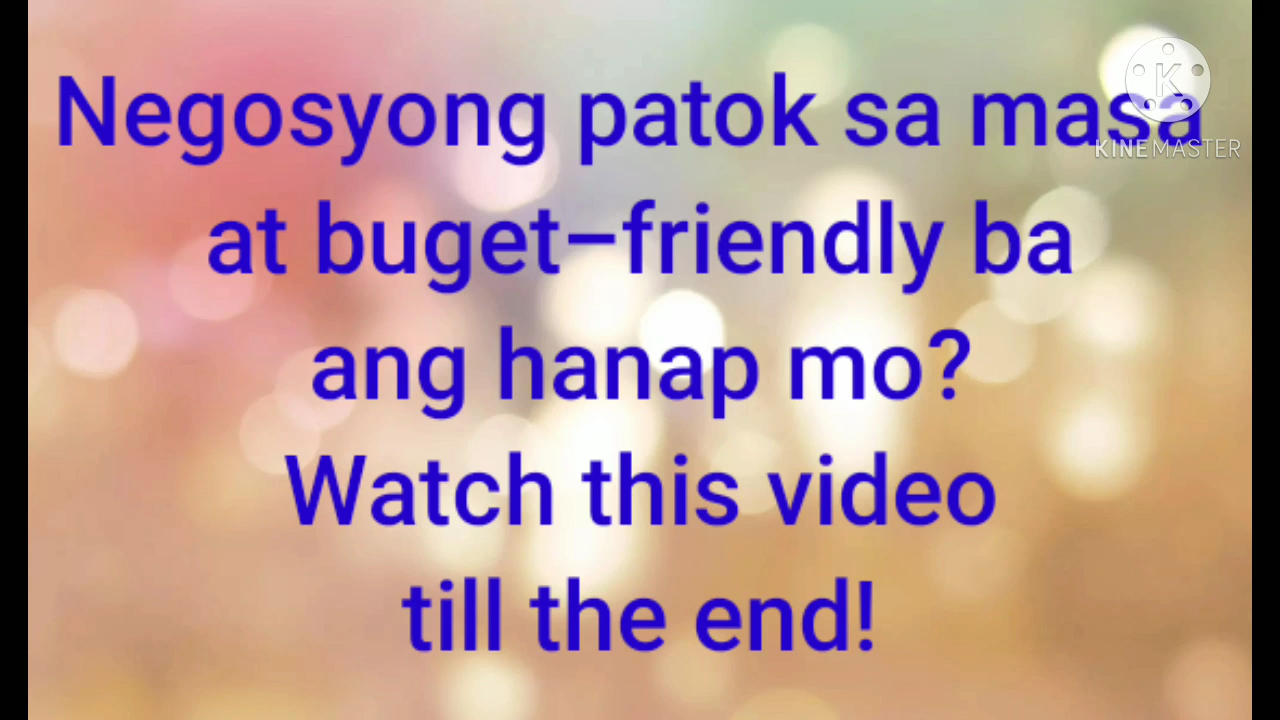 Negosyong patok sa masa
KINEMASTER
at buget–friendly ba
ang hanap mo?
Watch this video
till the end!